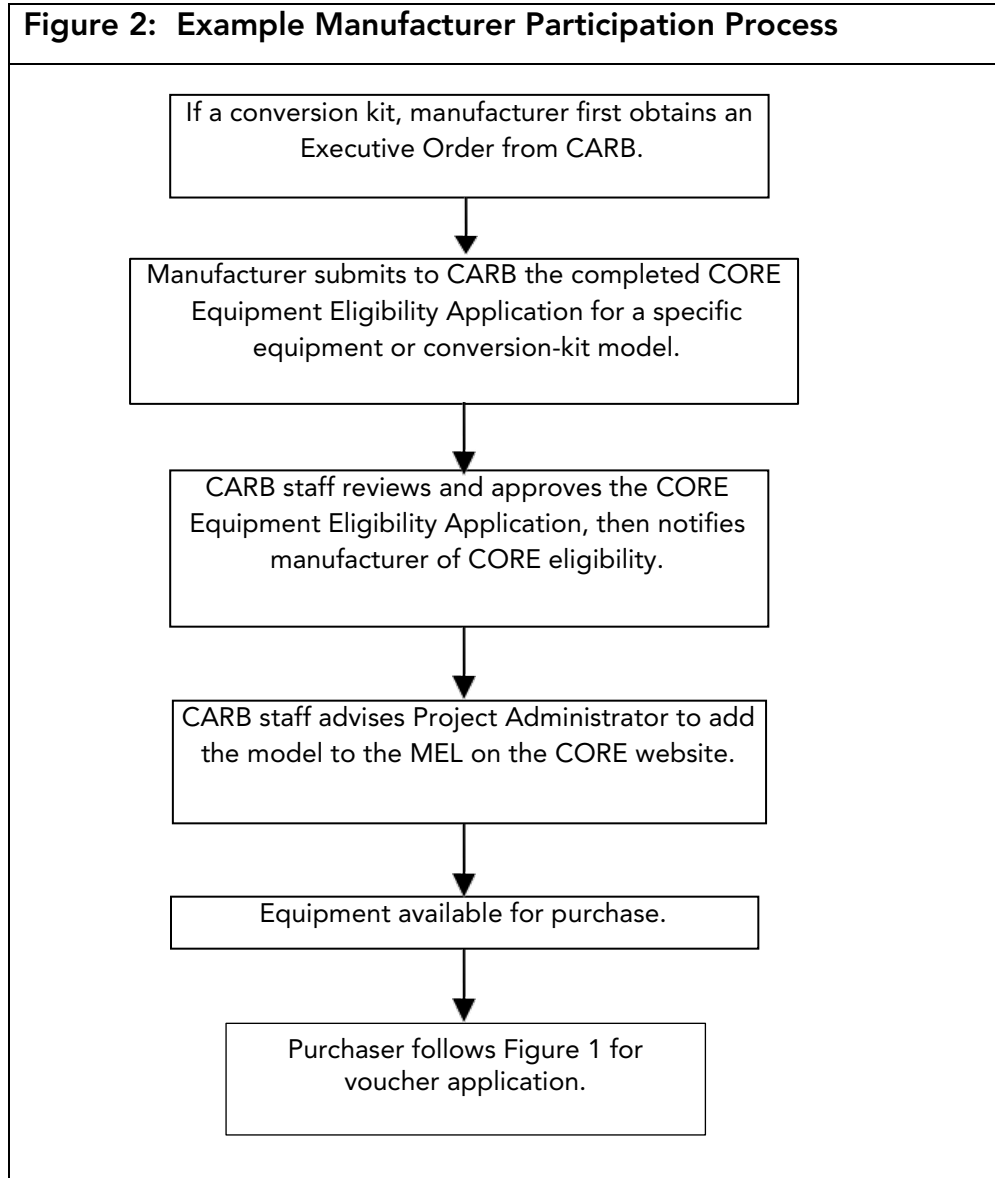 Figure 2:  Example Manufacturer Participation Process
If a conversion kit, manufacturer first obtains an
Executive Order from CARB.
Manufacturer submits to CARB the completed CORE
Equipment Eligibility Application for a specific
equipment or conversion-kit model.
CARB staff reviews and approves the CORE
Equipment Eligibility Application, then notifies
manufacturer of CORE eligibility.
CARB staff advises Project Administrator to add
the model to the MEL on the CORE website.
Equipment available for purchase.
Purchaser follows Figure 1 for
voucher application.